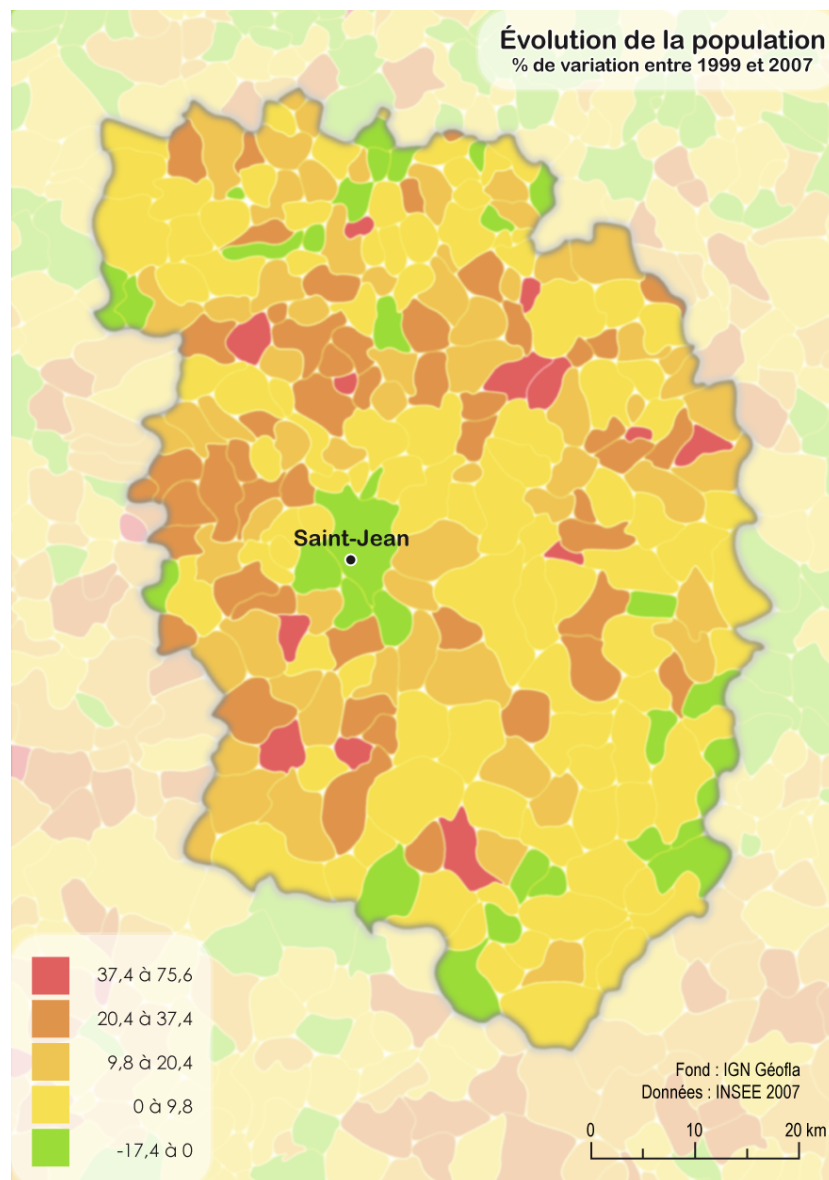 Évolution de la population
% de variation entre 1999 et 2007
Saint-Jean
37,4 à 75,6
20,4 à 37,4
9,8 à 20,4
0 à 9,8
-17,4 à 0
Fond : IGN Géofla
Données : INSEE 2007
0 10 20 km